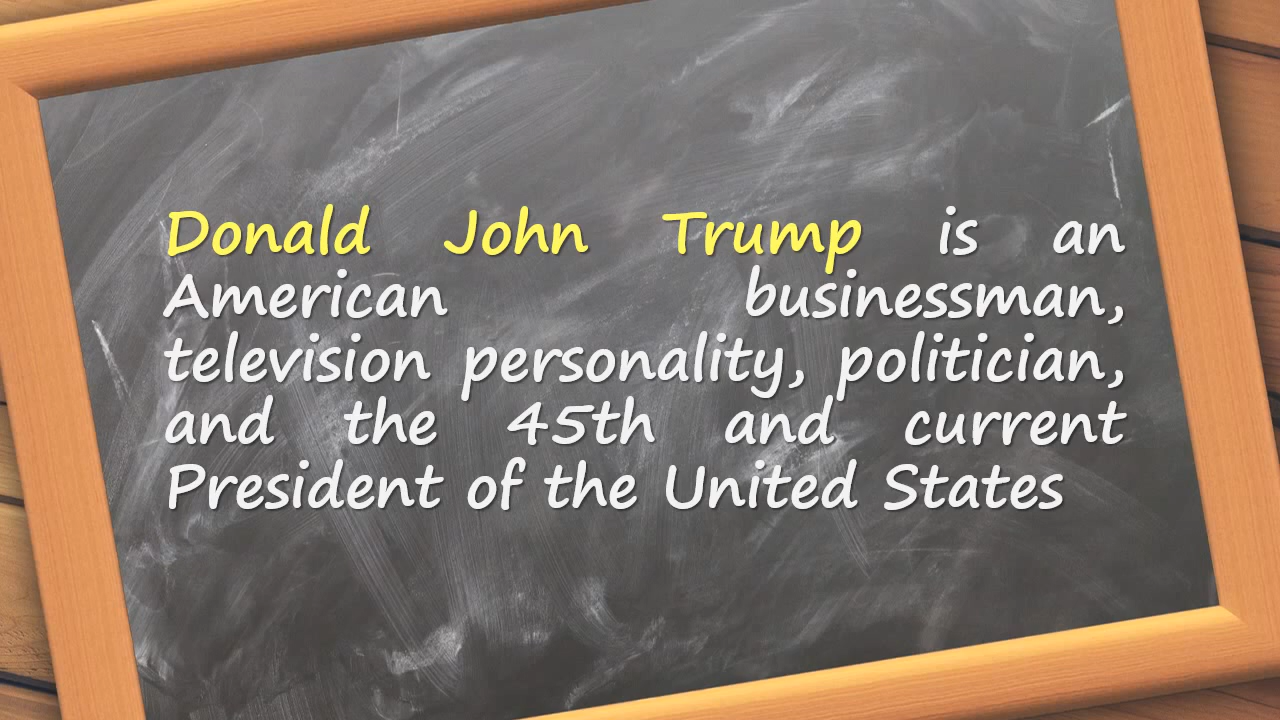 Donald John Trump is an
American businessman,
television personality, politician,
and the 45th and current
President of the United States